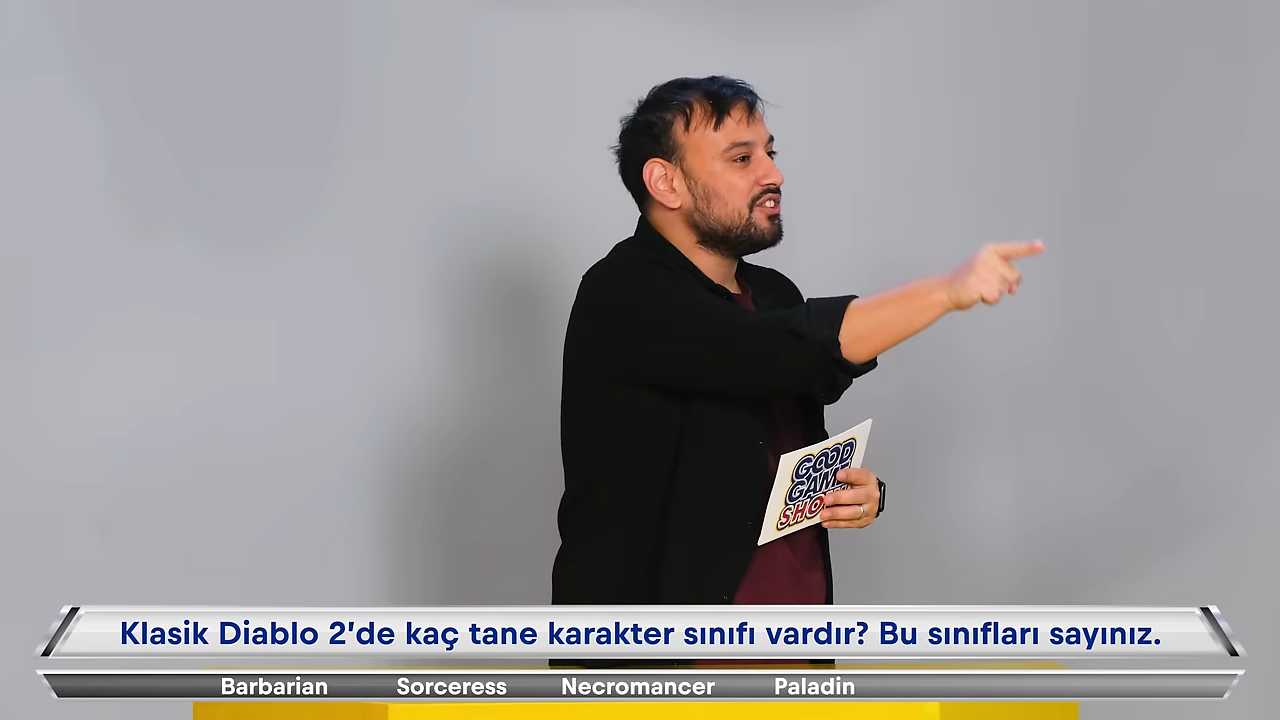 GOOD
GAME
SHOW
Klasik Diablo 2'de kaç tane karakter sınıfı vardır? Bu sınıfları sayınız.
Barbarian Sorceress Necromancer Paladin